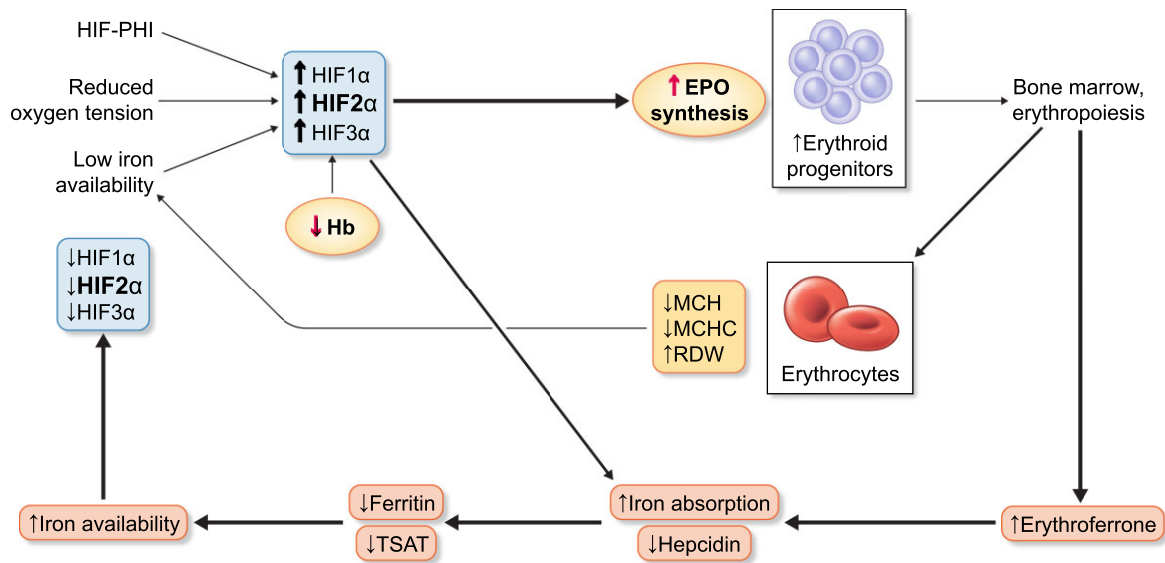 HIF-PHI
Reduced
oxygen tension
Low iron
availability
↑HIF1α
↑HIF2α
↑HIF3α
↓Hb
↑EPO
synthesis
↑Erythroid
progenitors
Bone marrow,
erythropoiesis
↓HIF1α
↓HIF2α
↓HIF3α
↓MCH
↓MCHC
↑RDW
Erythrocytes
↑Iron availability
↓Ferritin
↓TSAT
↑Iron absorption
↓Hepcidin
↑Erythroferrone